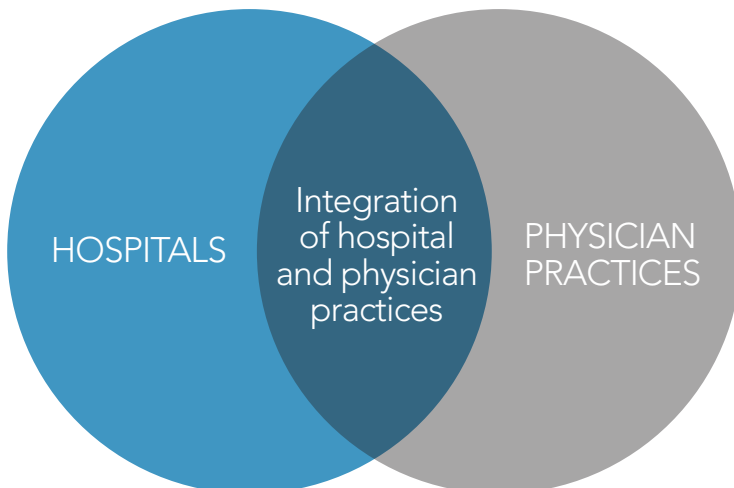 HOSPITALS
Integration
of hospital
and physician
practices
PHYSICIAN
PRACTICES